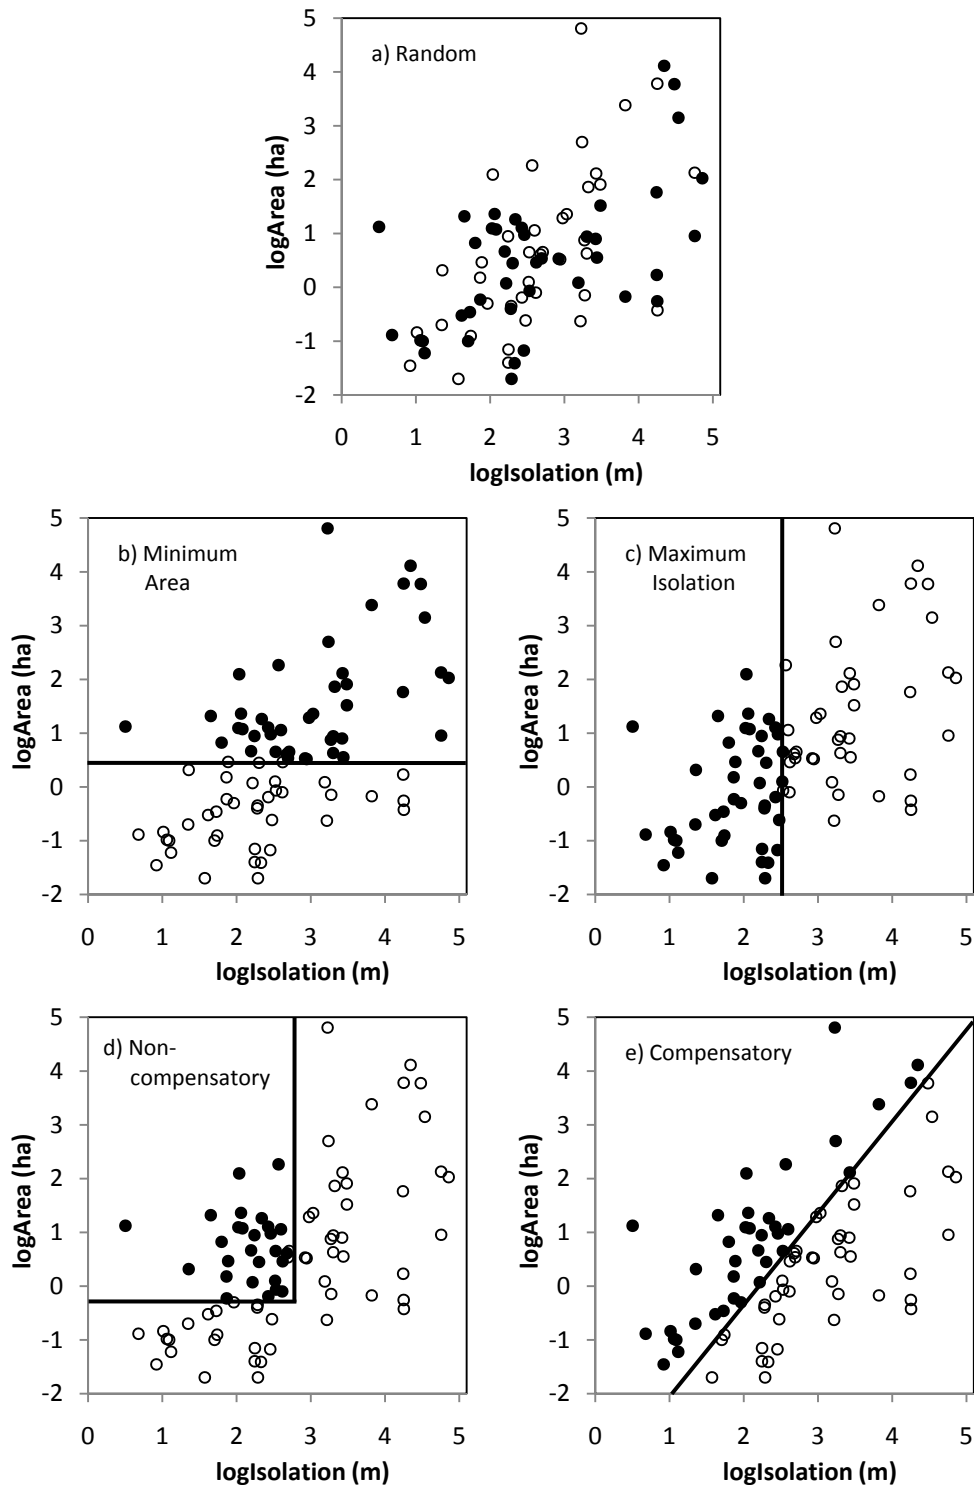 a) Random
5
4
3
2
1
0
-1
-2
logArea (ha)
0 1 2 3 4 5
logIsolation (m)
b) Minimum
Area
5
4
3
2
1
0
-1
-2
logArea (ha)
0 1 2 3 4 5
logIsolation (m)
c) Maximum
Isolation
5
4
3
2
1
0
-1
-2
logArea (ha)
0 1 2 3 4 5
logIsolation (m)
d) Non-
compensatory
5
4
3
2
1
0
-1
-2
logArea (ha)
0 1 2 3 4 5
logIsolation (m)
e) Compensatory
5
4
3
2
1
0
-1
-2
logArea (ha)
0 1 2 3 4 5
logIsolation (m)